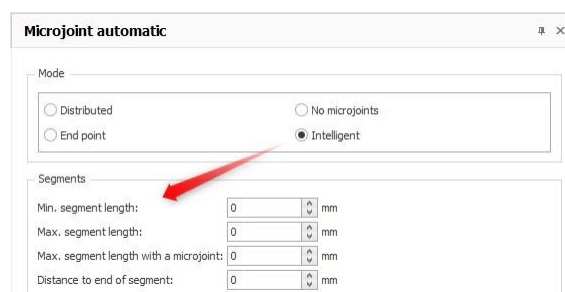 Microjoint automatic
Mode
Distributed
No microjoints
End point
Intelligent
Segments
Min. segment length: 0 mm
Max. segment length: 0 mm
Max. segment length with a microjoint: 0 mm
Distance to end of segment: 0 mm